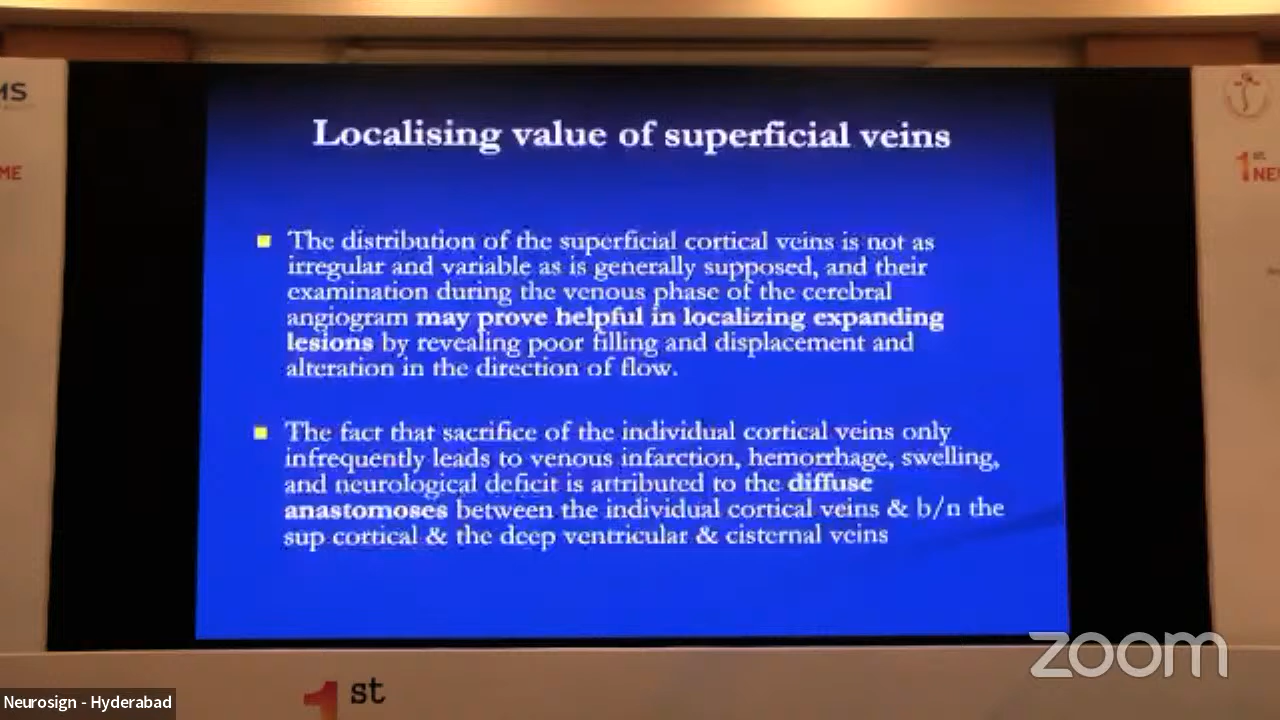 Localising value of superficial veins
The distribution of the superficial cortical veins is not as
irregular and variable as is generally supposed, and their
examination during the venous phase of the cerebral
angiogram may prove helpful in localizing expanding
lesions by revealing poor filling and displacement and
alteration in the direction of flow.
The fact that sacrifice of the individual cortical veins only
infrequently leads to venous infarction, hemorrhage, swelling,
and neurological deficit is attributed to the diffuse
anastomoses between the individual cortical veins & b/n the
sup cortical & the deep ventricular & cisternal veins
MS
ME
1st
NE
1st
zoom
Neurosign - Hyderabad